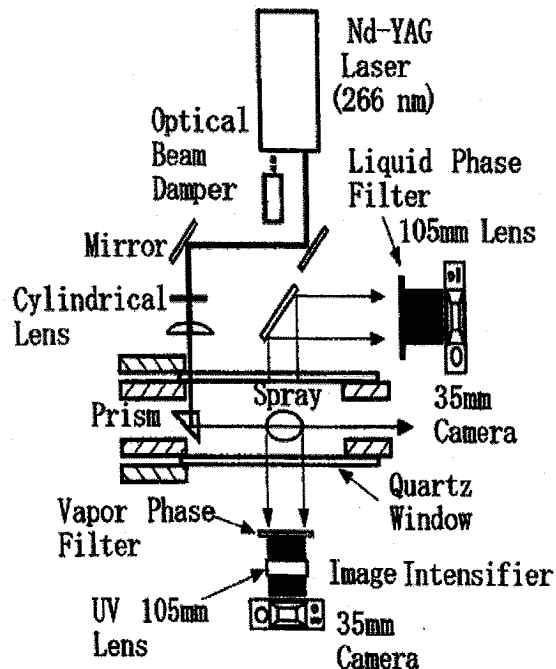 Nd-YAG
Laser
(266 nm)
Optical
Beam
Damper
Liquid Phase
Filter
105mm Lens
Mirror
Cylindrical
Lens
Spray
Prism
35mm
Camera
Quartz
Window
Vapor Phase
Filter
Image Intensifier
UV 105mm
Lens
35mm
Camera